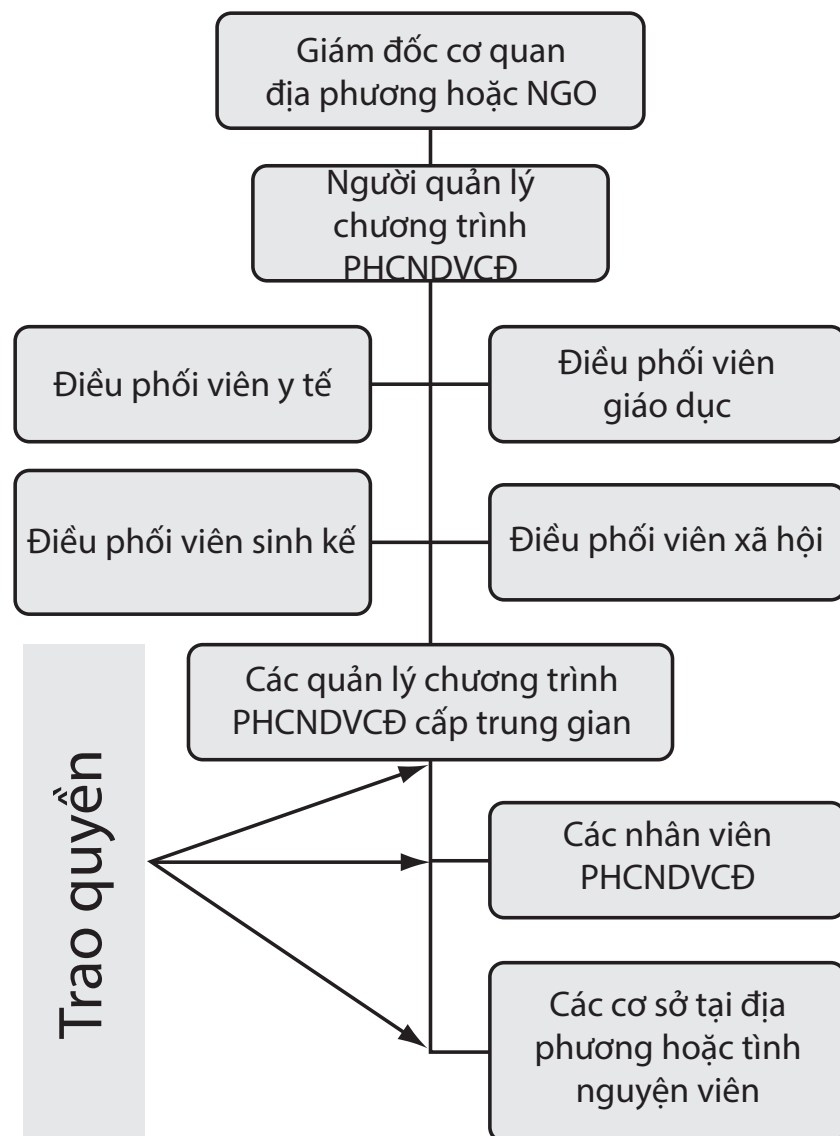 Giám đốc cơ quan
địa phương hoặc NGO
Người quản lý
chương trình
PHCNDVCĐ
Điều phối viên y tế
Điều phối viên
giáo dục
Điều phối viên sinh kế
Điều phối viên xã hội
Các quản lý chương trình
PHCNDVCĐ cấp trung gian
Trao quyền
Các nhân viên
PHCNDVCĐ
Các cơ sở tại địa
phương hoặc tình
nguyện viên